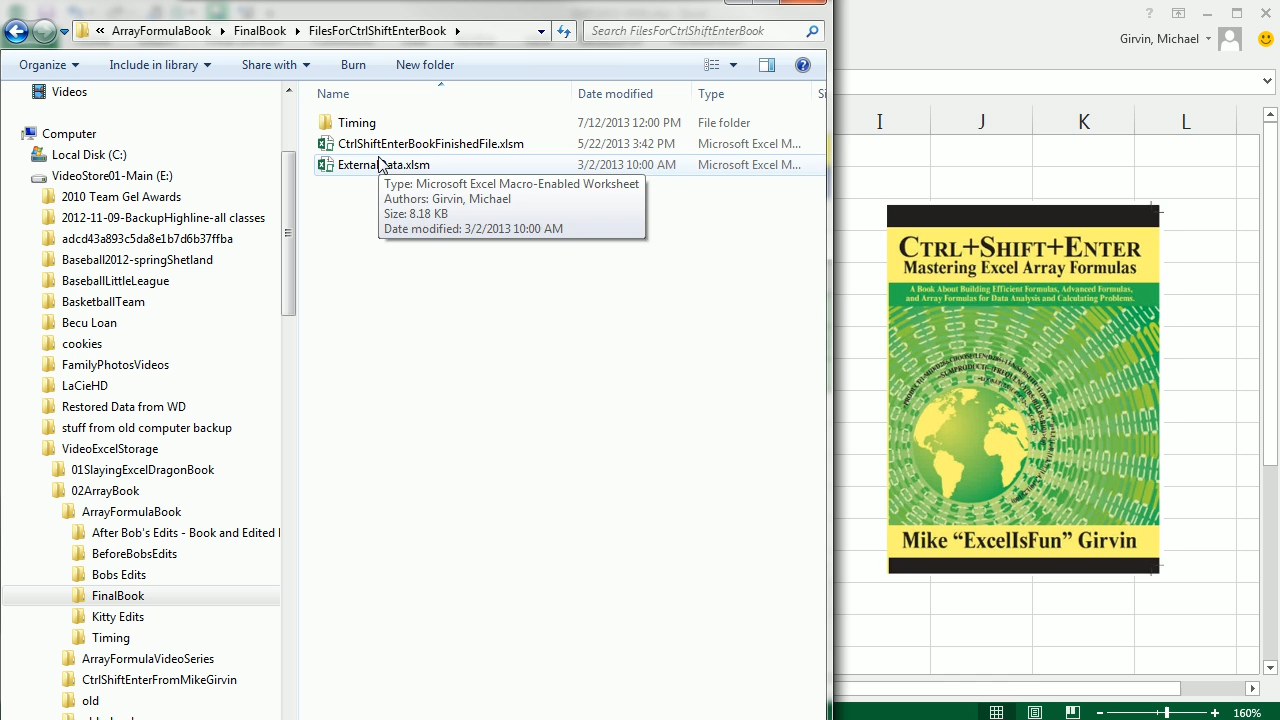 « ArrayFormulaBook FinalBook FilesForCtrlShiftEnterBook
Search FilesForCtrlShiftEnterBook
Girvin, Michael
Organize Include in library Share with Burn New folder
Name Date modified Type Si
Timing 7/12/2013 12:00 PM File folder
CtrlShiftEnterBookFinishedFile.xlsm 5/22/2013 3:42 PM Microsoft Excel M...
ExternalData.xlsm 3/2/2013 10:00 AM Microsoft Excel M...
Type: Microsoft Excel Macro-Enabled Worksheet
Authors: Girvin, Michael
Size: 8.18 KB
Date modified: 3/2/2013 10:00 AM
Videos
Computer
Local Disk (C:)
VideoStore01-Main (E:)
2010 Team Gel Awards
2012-11-09-BackupHighline-all classes
adcd43a893c5da8e1b7d6b37ffba
Baseball2012-springShetland
BaseballLittleLeague
BasketballTeam
Becu Loan
cookies
FamilyPhotosVideos
LaCieHD
Restored Data from WD
stuff from old computer backup
VideoExcelStorage
01SlayingExcelDragonBook
02ArrayBook
ArrayFormulaBook
After Bob's Edits - Book and Edited
BeforeBobsEdits
Bobs Edits
FinalBook
Kitty Edits
Timing
ArrayFormulaVideoSeries
CtrlShiftEnterFromMikeGirvin
old
I J K L
CTRL+SHIFT+ENTER
Mastering Excel Array Formulas
A Book About Building Efficient Formulas, Advanced Formulas,
and Array Formulas for Data Analysis and Calculating Problems.
Mike “ExcelIsFun” Girvin
160%